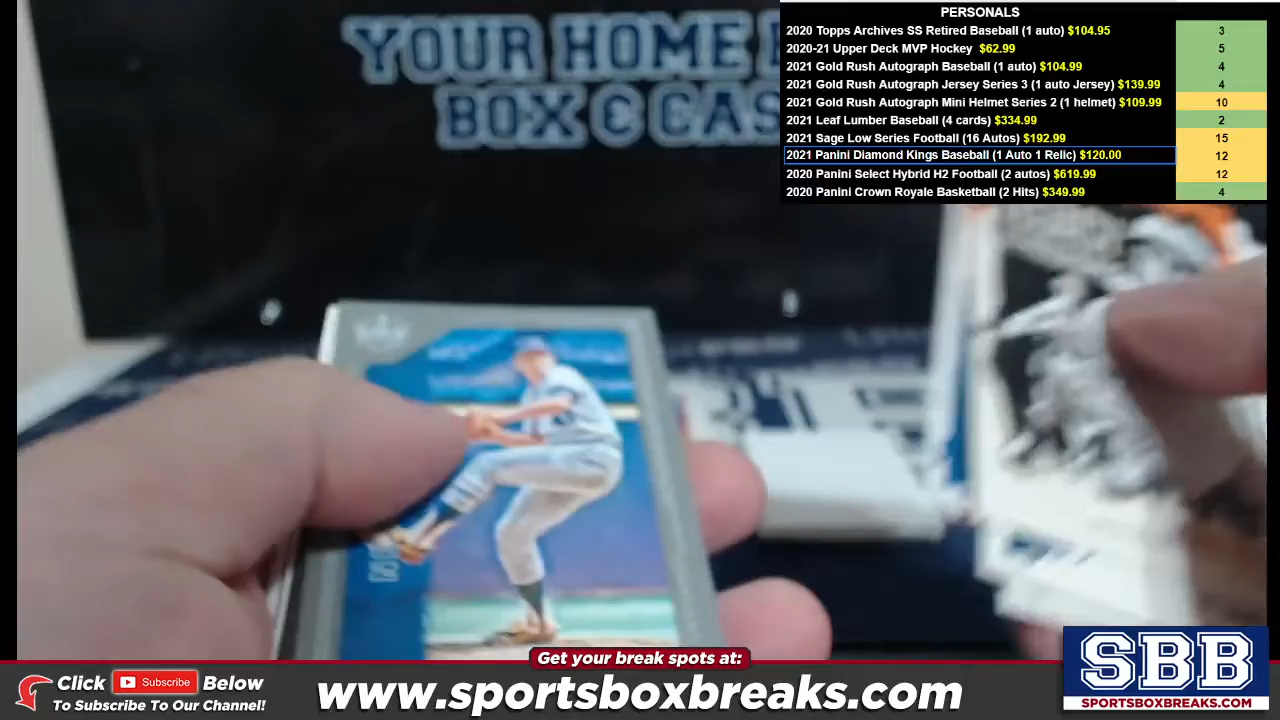 YOUR HOME
BOX & CAS
PERSONALS
2020 Topps Archives SS Retired Baseball (1 auto) $104.95 3
2020-21 Upper Deck MVP Hockey $62.99 5
2021 Gold Rush Autograph Baseball (1 auto) $104.99 4
2021 Gold Rush Autograph Jersey Series 3 (1 auto Jersey) $139.99 4
2021 Gold Rush Autograph Mini Helmet Series 2 (1 helmet) $109.99 10
2021 Leaf Lumber Baseball (4 cards) $334.99 2
2021 Sage Low Series Football (16 Autos) $192.99 15
2021 Panini Diamond Kings Baseball (1 Auto 1 Relic) $120.00 12
2020 Panini Select Hybrid H2 Football (2 autos) $619.99 12
2020 Panini Crown Royale Basketball (2 Hits) $349.99 4
Get your break spots at:
Click Subscribe Below
To Subscribe To Our Channel!
www.sportsboxbreaks.com
SBB
SPORTSBOXBREAKS.COM